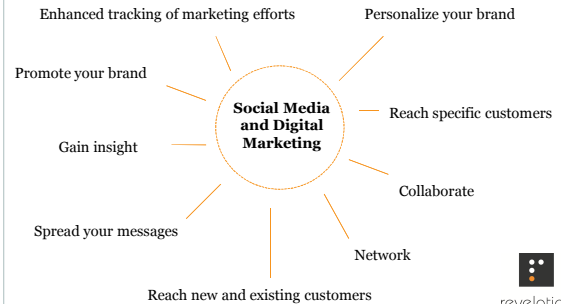 Enhanced tracking of marketing efforts
Personalize your brand
Promote your brand
Social Media
and Digital
Marketing
Reach specific customers
Gain insight
Collaborate
Spread your messages
Network
Reach new and existing customers